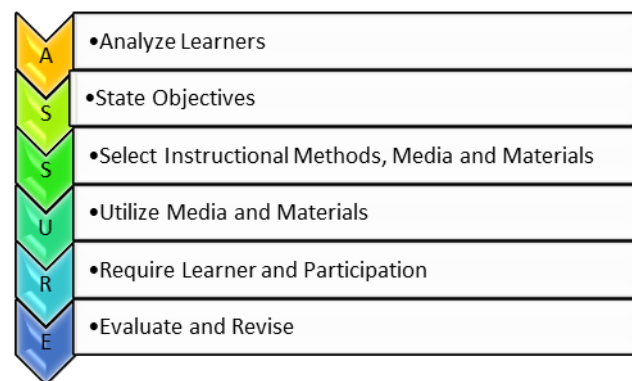 A
•Analyze Learners
S
•State Objectives
S
•Select Instructional Methods, Media and Materials
U
•Utilize Media and Materials
R
•Require Learner and Participation
E
•Evaluate and Revise